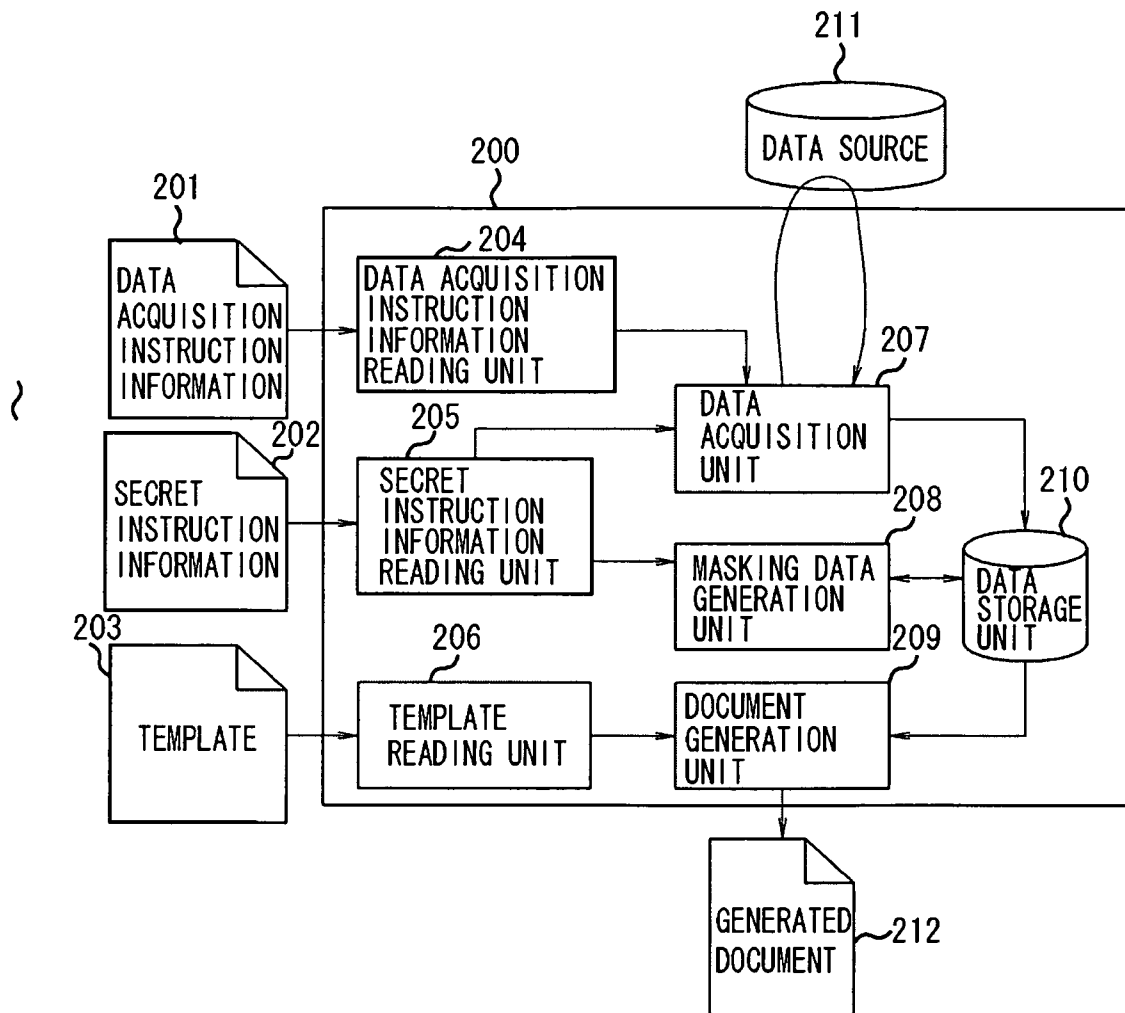 211
DATA SOURCE
200
201
DATA
ACQUISITION
INSTRUCTION
INFORMATION
204
DATA ACQUISITION
INSTRUCTION
INFORMATION
READING UNIT
207
DATA
ACQUISITION
UNIT
202
SECRET
INSTRUCTION
INFORMATION
205
SECRET
INSTRUCTION
INFORMATION
READING UNIT
208
MASKING DATA
GENERATION
UNIT
210
DATA
STORAGE
UNIT
203
TEMPLATE
206
TEMPLATE
READING UNIT
209
DOCUMENT
GENERATION
UNIT
GENERATED
DOCUMENT
212